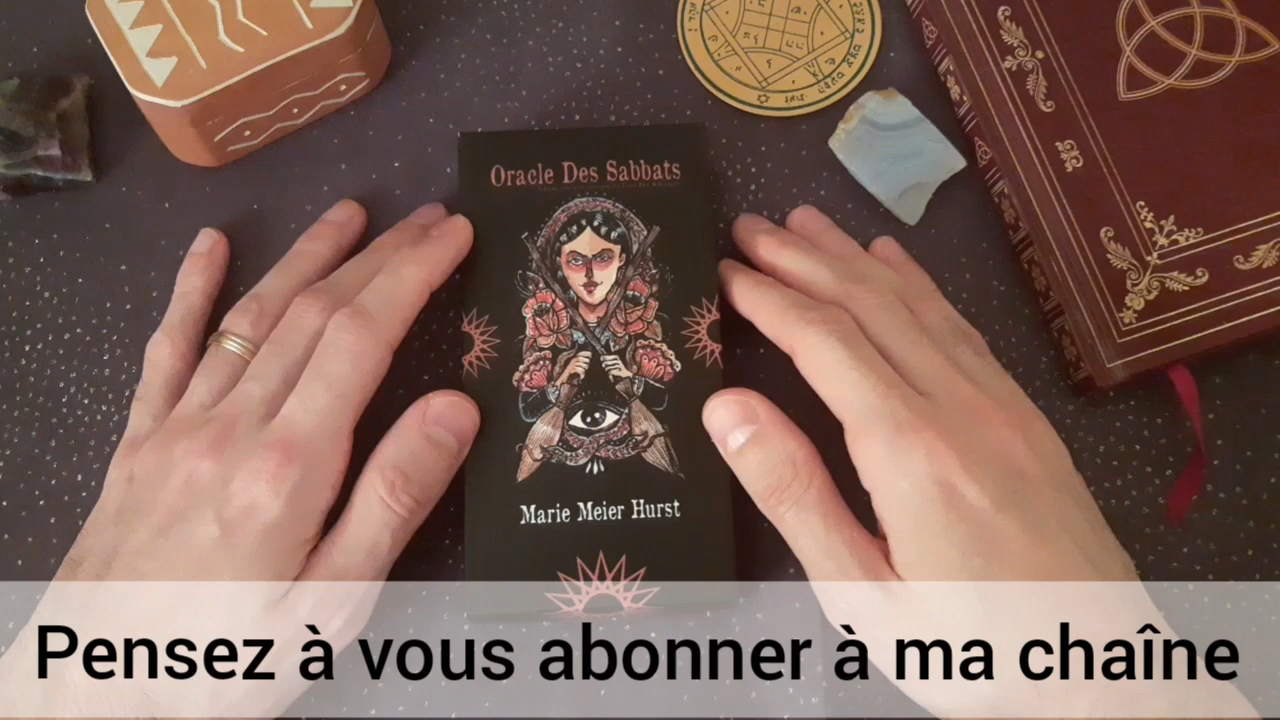 Oracle Des Sabbats
Marie Meier Hurst
Pensez à vous abonner à ma chaîne